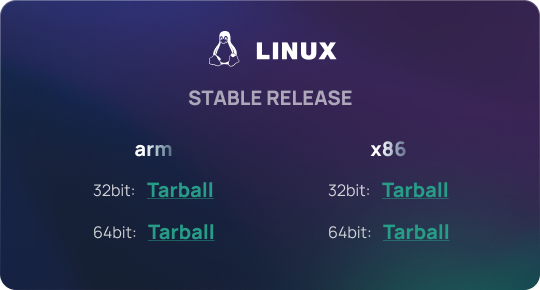 LINUX
STABLE RELEASE
arm
32bit: Tarball
64bit: Tarball
x86
32bit: Tarball
64bit: Tarball